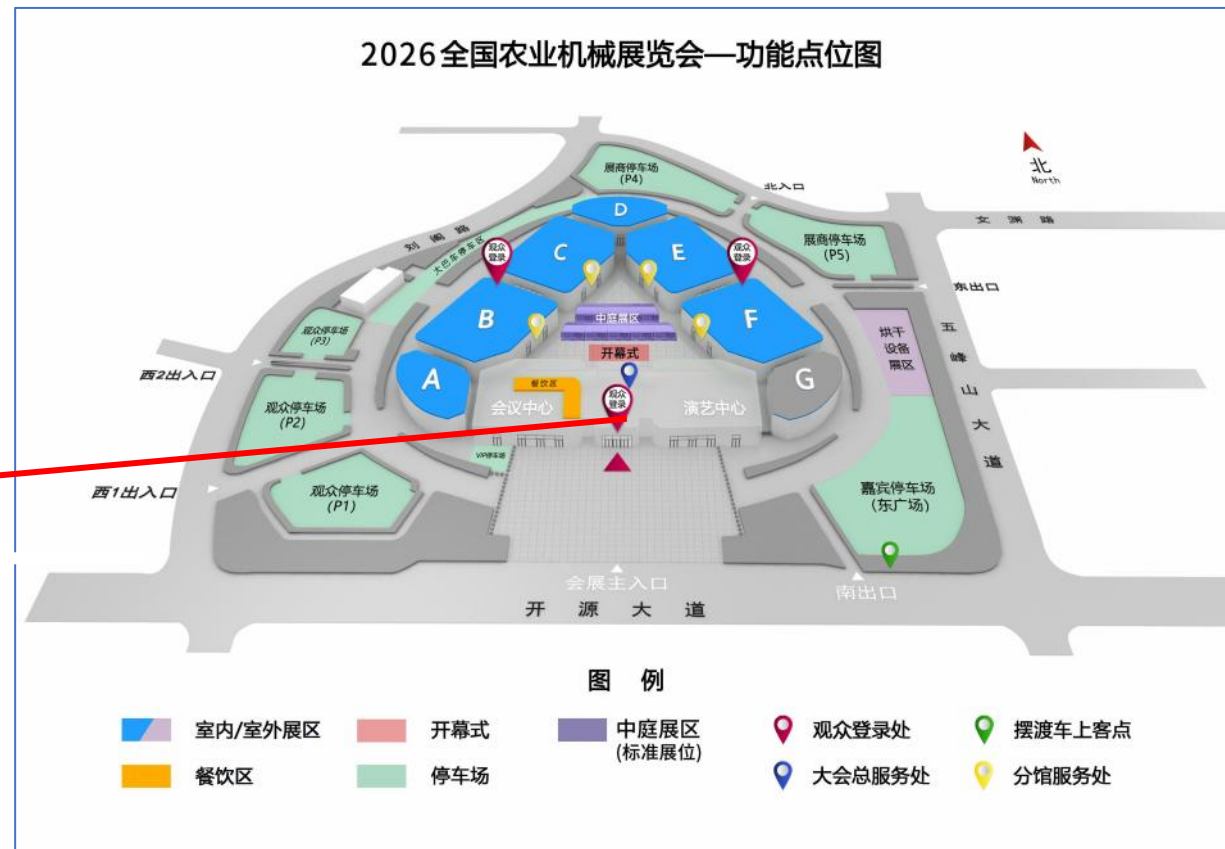 2026全国农业机械展览会—功能点位图
北
North
展商停车场
(P4)
北入口
文渊路
刘阁路
大巴车停车区
D
观众
登录
C
E
观众
登录
展商停车场
(P5)
东出口
B
中庭展区
F
烘干
设备
展区
五峰山大道
观众停车场
(P3)
开幕式
西2出入口
A
餐饮区
观众
登录
G
会议中心
演艺中心
观众停车场
(P2)
VIP停车场
西1出入口
观众停车场
(P1)
嘉宾停车场
(东广场)
会展主入口
南出口
开源大道
图例
室内/室外展区
开幕式
中庭展区
(标准展位)
观众登录处
摆渡车上客点
餐饮区
停车场
大会总服务处
分馆服务处